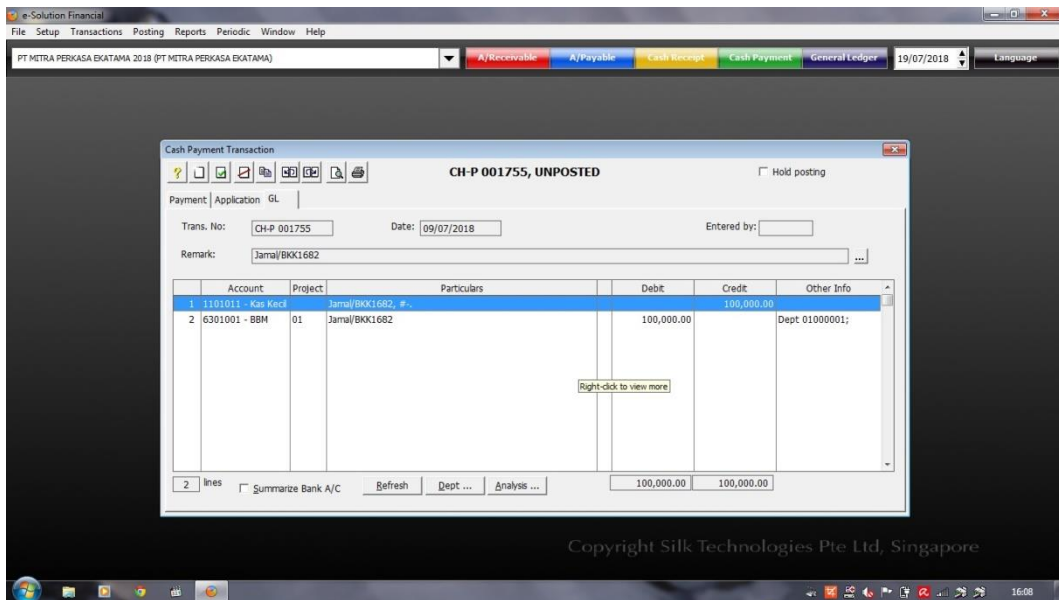 e-Solution Financial
File Setup Transactions Posting Reports Periodic Window Help
PT MITRA PERKASA EKATAMA 2018 (PT MITRA PERKASA EKATAMA) A/Receivable A/Payable Cash Receipt Cash Payment General Ledger 19/07/2018 Language
Cash Payment Transaction
? CH-P 001755, UNPOSTED Hold posting
Payment Application GL
Trans. No: CH-P 001755 Date: 09/07/2018 Entered by:
Remark: Jamal/BKK1682 ...
Account Project Particulars Debit Credit Other Info
1 1101011 - Kas Kecil Jamal/BKK1682, #-. 100,000.00
2 6301001 - BBM 01 Jamal/BKK1682 100,000.00 Dept 01000001;
Right-click to view more
2 lines Summarize Bank A/C Refresh Dept ... Analysis ... 100,000.00 100,000.00
Copyright Silk Technologies Pte Ltd, Singapore
16:08